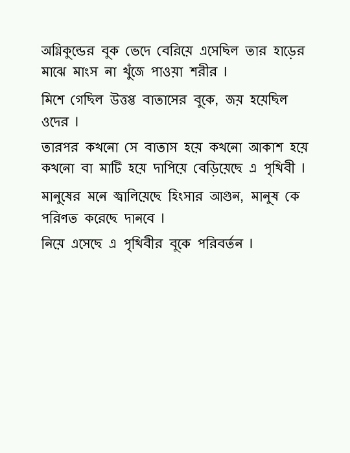 অগ্নিকুন্ডের বুক ভেদে বেরিয়ে এসেছিল তার হাড়ের
মাঝে মাংস না খুঁজে পাওয়া শরীর ।
মিশে গেছিল উত্তপ্ত বাতাসের বুকে, জয় হয়েছিল
ওদের ।
তারপর কখনো সে বাতাস হয়ে কখনো আকাশ হয়ে
কখনো বা মাটি হয়ে দাপিয়ে বেড়িয়েছে এ পৃথিবী ।
মানুষের মনে জ্বালিয়েছে হিংসার আগুন, মানুষ কে
পরিণত করেছে দানবে ।
নিয়ে এসেছে এ পৃথিবীর বুকে পরিবর্তন ।